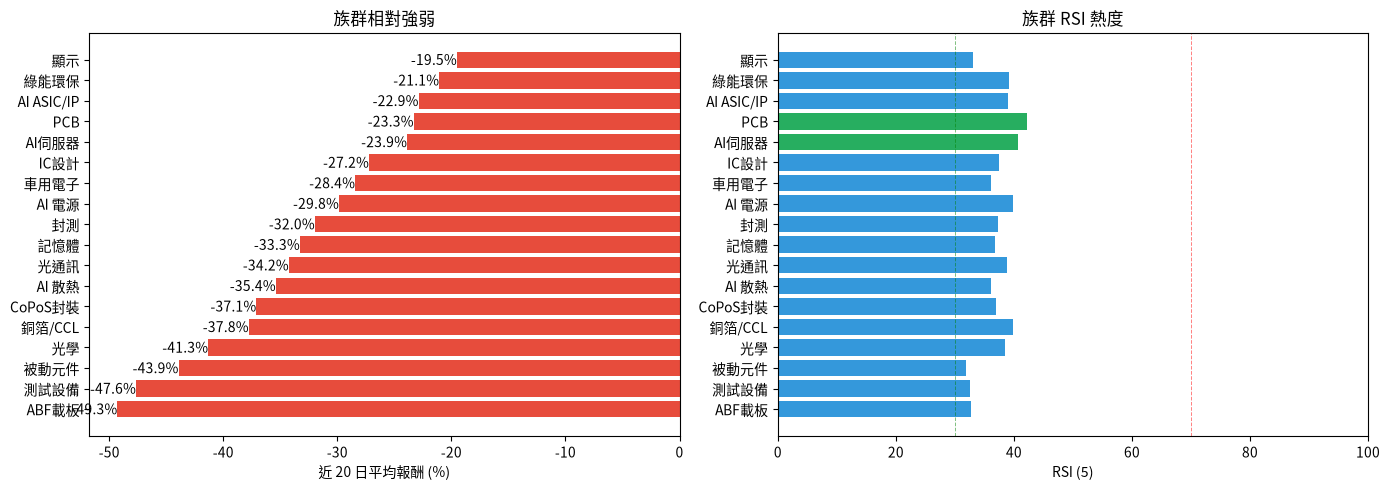 族群相對強弱
顯示 -19.5%
綠能環保 -21.1%
AI ASIC/IP -22.9%
PCB -23.3%
AI伺服器 -23.9%
IC設計 -27.2%
車用電子 -28.4%
AI 電源 -29.8%
封測 -32.0%
記憶體 -33.3%
光通訊 -34.2%
AI 散熱 -35.4%
CoPoS封裝 -37.1%
銅箔/CCL -37.8%
光學 -41.3%
被動元件 -43.9%
測試設備 -47.6%
ABF載板 -49.3%
-50 -40 -30 -20 -10 0
近 20 日平均報酬 (%)
族群 RSI 熱度
顯示
綠能環保
AI ASIC/IP
PCB
AI伺服器
IC設計
車用電子
AI 電源
封測
記憶體
光通訊
AI 散熱
CoPoS封裝
銅箔/CCL
光學
被動元件
測試設備
ABF載板
0 20 40 60 80 100
RSI (5)